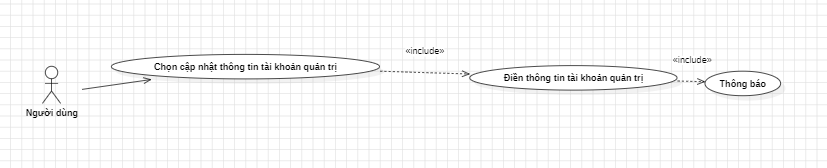 «include»
«include»
Chọn cập nhật thông tin tài khoản quản trị
Điền thông tin tài khoản quản trị
Thông báo
Người dùng